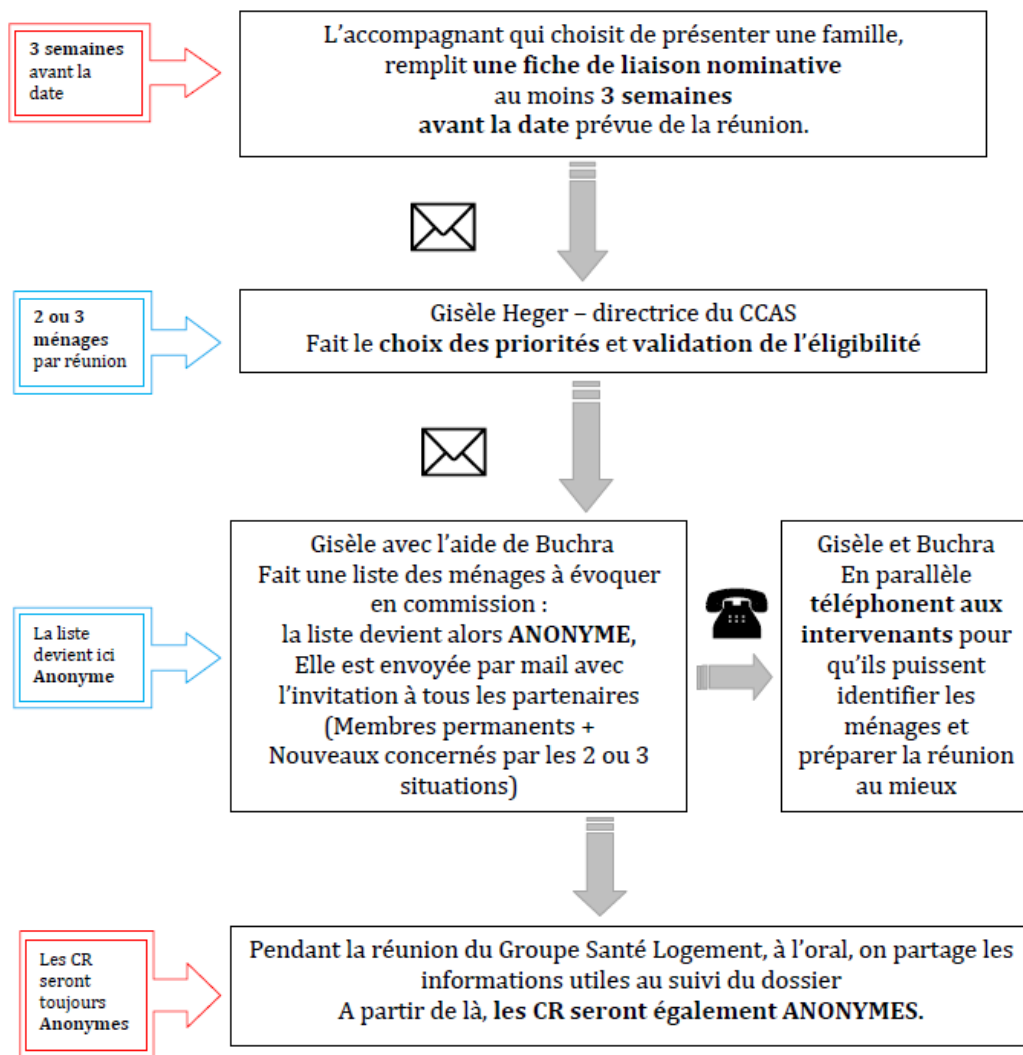 3 semaines
avant la
date
L'accompagnant qui choisit de présenter une famille,
remplit une fiche de liaison nominative
au moins 3 semaines
avant la date prévue de la réunion.
2 ou 3
ménages
par réunion
Gisèle Heger – directrice du CCAS
Fait le choix des priorités et validation de l'éligibilité
La liste
devient ici
Anonyme
Gisèle avec l'aide de Buchra
Fait une liste des ménages à évoquer
en commission :
la liste devient alors ANONYME,
Elle est envoyée par mail avec
l'invitation à tous les partenaires
(Membres permanents +
Nouveaux concernés par les 2 ou 3
situations)
Gisèle et Buchra
En parallèle
téléphonent aux
intervenants pour
qu'ils puissent
identifier les
ménages et
préparer la réunion
au mieux
Les CR
seront
toujours
Anonymes
Pendant la réunion du Groupe Santé Logement, à l'oral, on partage les
informations utiles au suivi du dossier
A partir de là, les CR seront également ANONYMES.